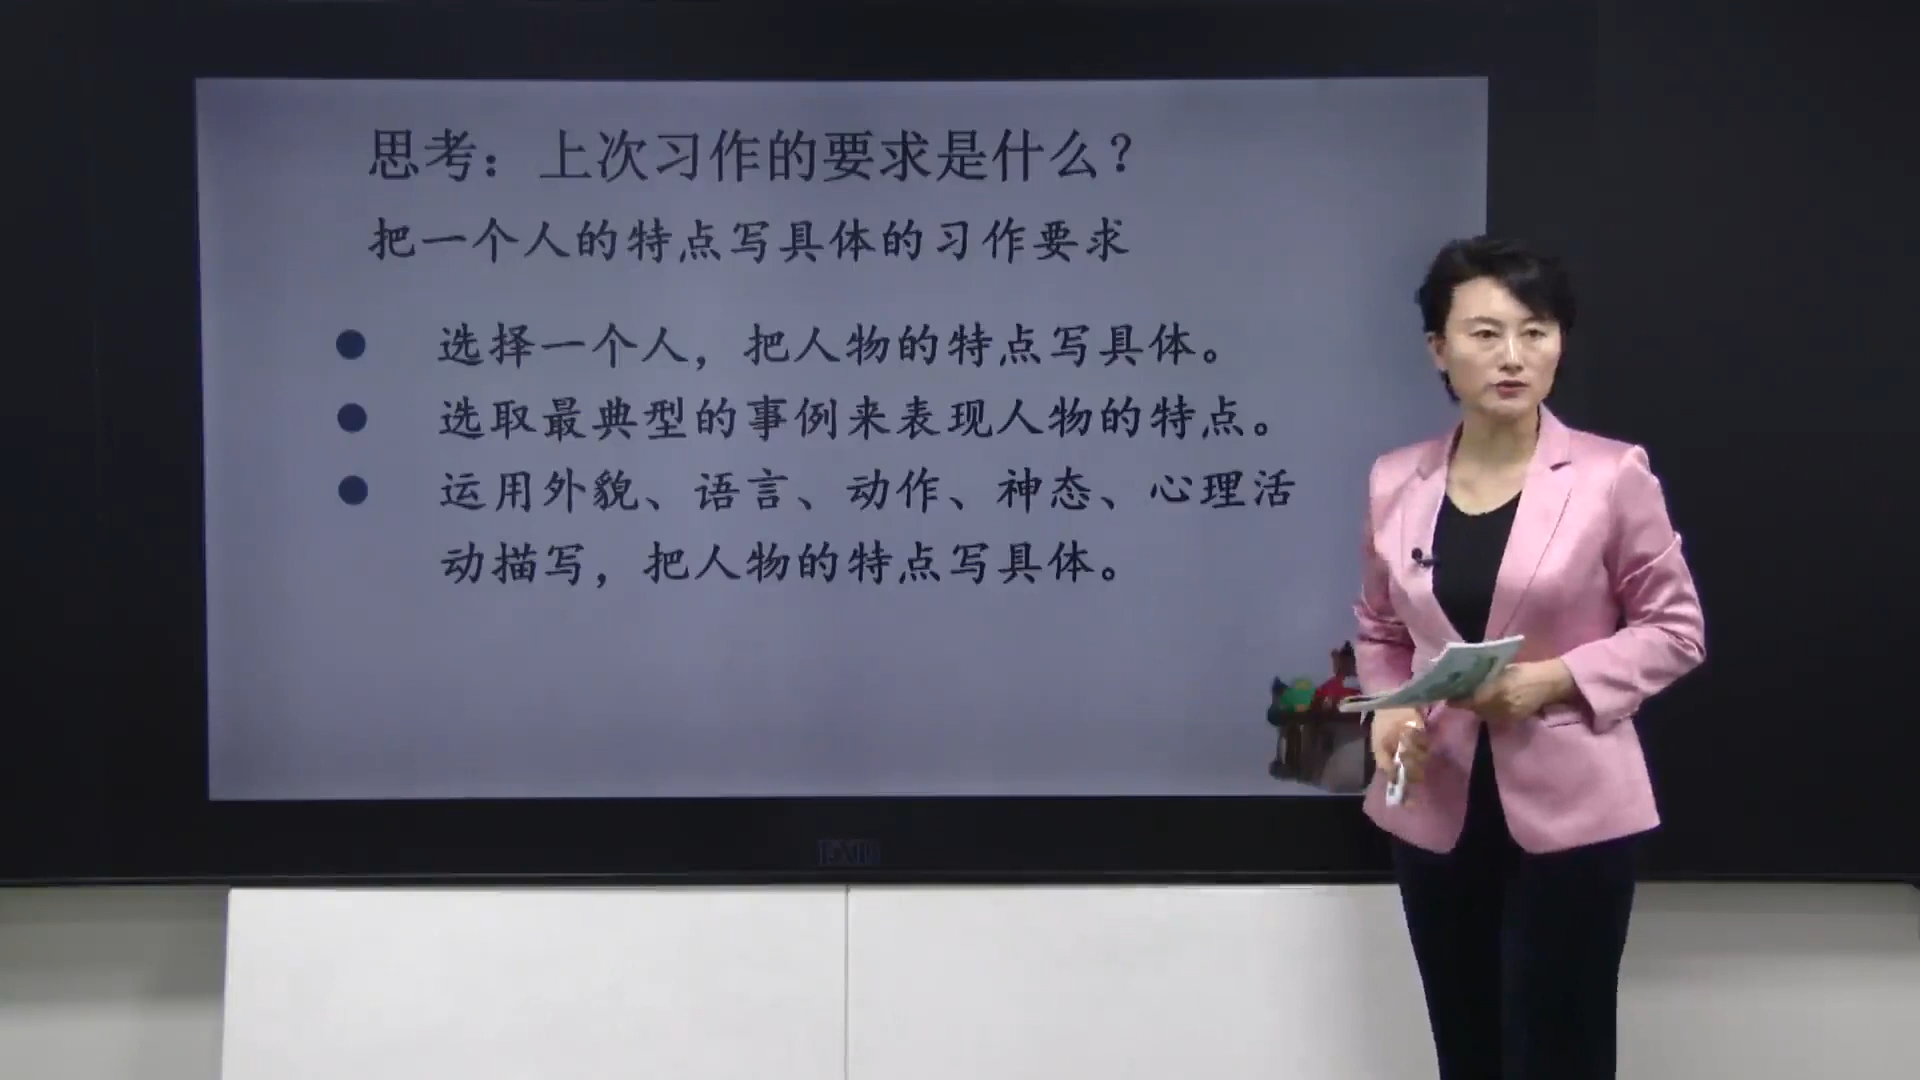 思考：上次习作的要求是什么？
把一个人的特点写具体的习作要求
选择一个人，把人物的特点写具体。
选取最典型的事例来表现人物的特点。
运用外貌、语言、动作、神态、心理活
动描写，把人物的特点写具体。